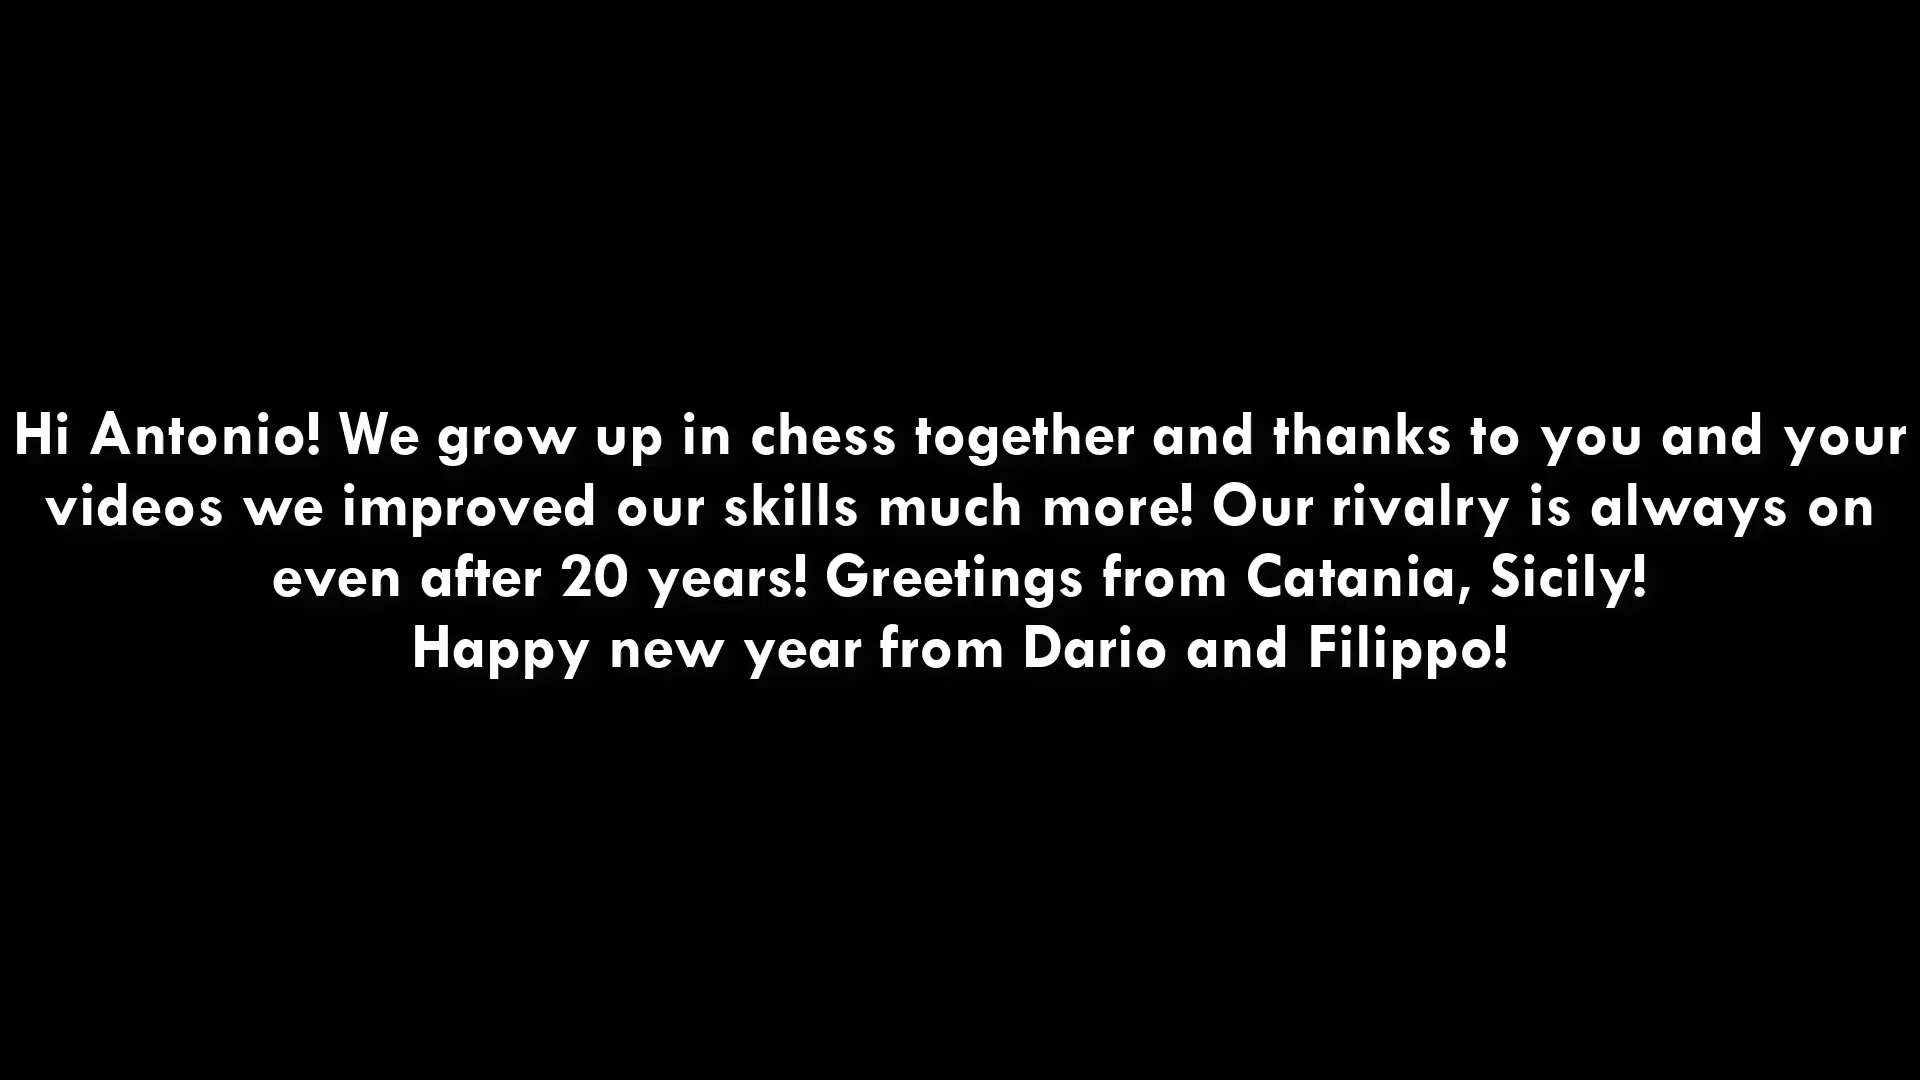 Hi Antonio! We grow up in chess together and thanks to you and your
videos we improved our skills much more! Our rivalry is always on
even after 20 years! Greetings from Catania, Sicily!
Happy new year from Dario and Filippo!